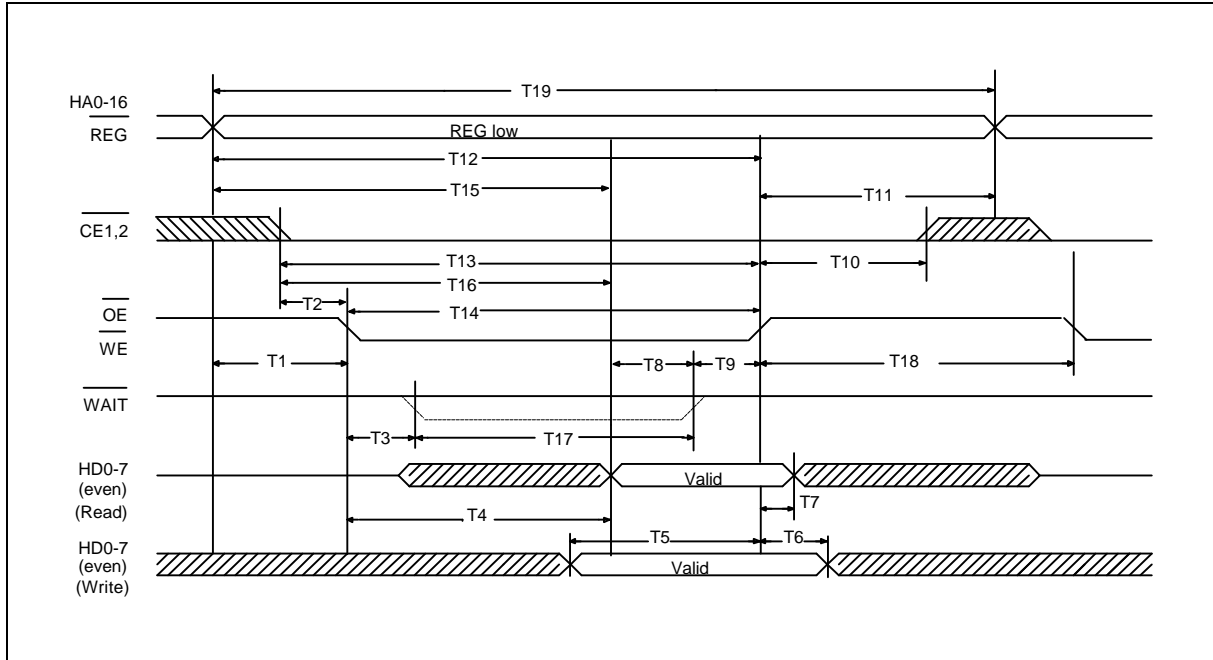 T19
HA0-16
REG
REG low
T12
T15
T11
CE1,2
T13
T10
T16
T2
OE
T14
WE
T1
T8
T9
T18
WAIT
T3
T17
HD0-7
(even)
(Read)
Valid
T7
T4
HD0-7
(even)
(Write)
T5
T6
Valid